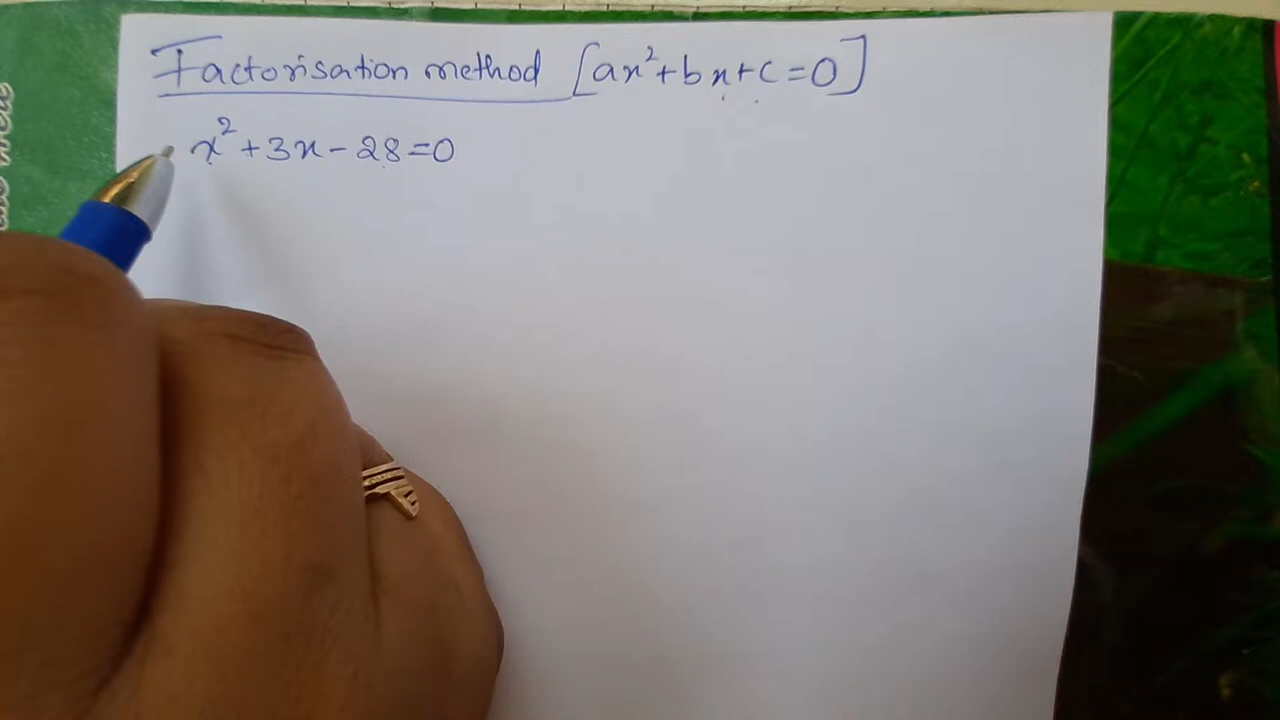 Factorisation method [ax²+bx+c=0]
x²+3x-28=0